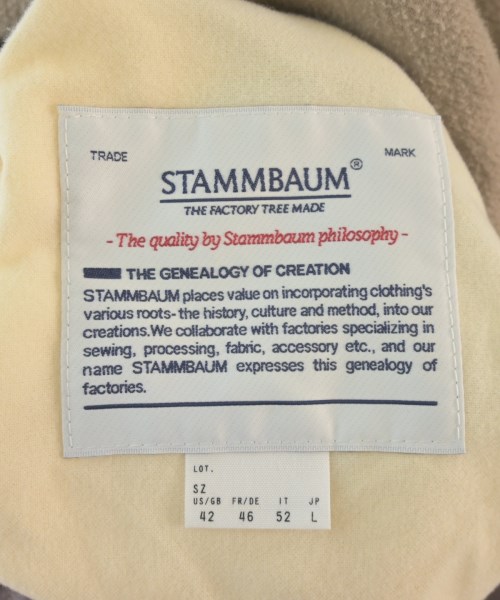 TRADE MARK
STAMMBAUM®
THE FACTORY TREE MADE
- The quality by Stammbaum philosophy -
THE GENEALOGY OF CREATION
STAMMBAUM places value on incorporating clothing's
various roots- the history, culture and method, into our
creations.We collaborate with factories specializing in
sewing, processing, fabric, accessory etc., and our
name STAMMBAUM expresses this genealogy of
factories.
LOT.
SZ
US/GB FR/DE IT JP
42 46 52 L